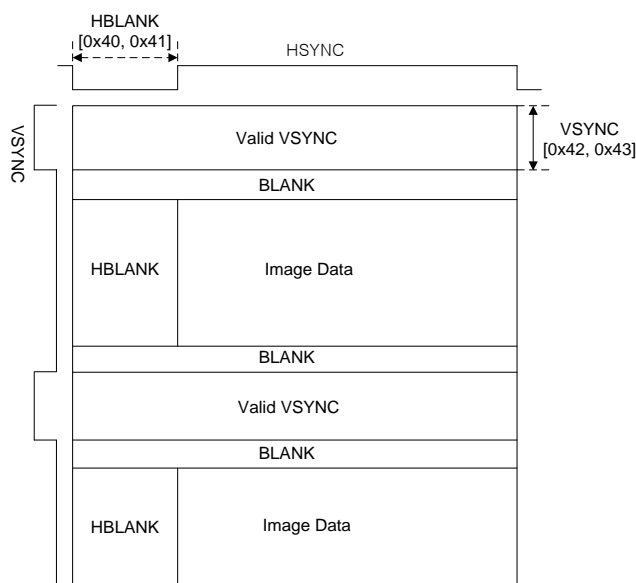 HBLANK
[0x40, 0x41]
HSYNC
VSYNC
Valid VSYNC
VSYNC
[0x42, 0x43]
BLANK
HBLANK
Image Data
BLANK
Valid VSYNC
BLANK
HBLANK
Image Data